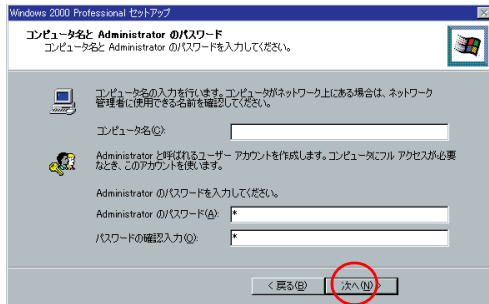 Windows 2000 Professional セットアップ
コンピュータ名と Administrator のパスワード
コンピュータ名と Administrator のパスワードを入力してください。
コンピュータ名の入力を行います。コンピュータがネットワーク上にある場合は、ネットワーク
管理者に使用できる名前を確認してください。
コンピュータ名(C):
Administrator と呼ばれるユーザー アカウントを作成します。コンピュータにフル アクセスが必要
なとき、このアカウントを使います。
Administrator のパスワードを入力してください。
Administrator のパスワード(A): *
パスワードの確認入力(O): *
< 戻る(B) 次へ(N) >